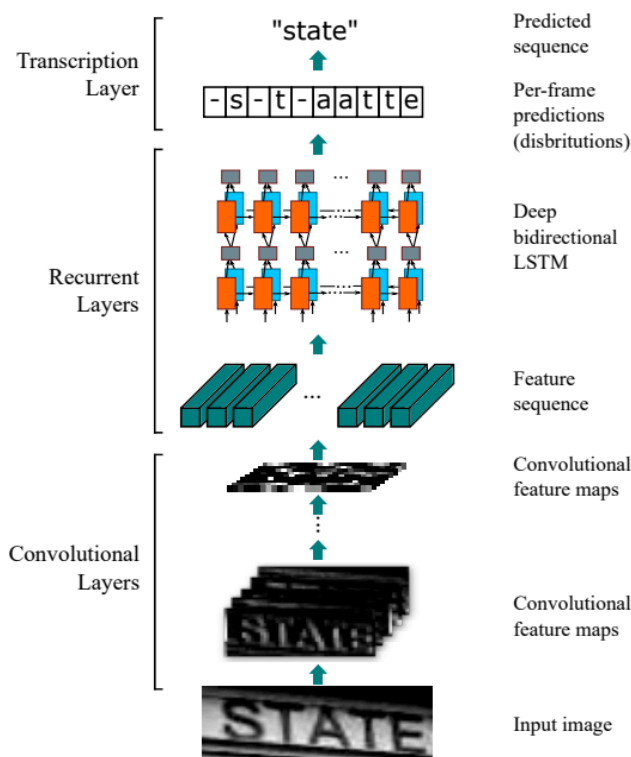 "state"
Predicted
sequence
Transcription
Layer
-s-t-aatte
Per-frame
predictions
(disbritutions)
...
Deep
bidirectional
LSTM
Recurrent
Layers
...
Feature
sequence
Convolutional
feature maps
Convolutional
Layers
STATE
Convolutional
feature maps
STATE
Input image